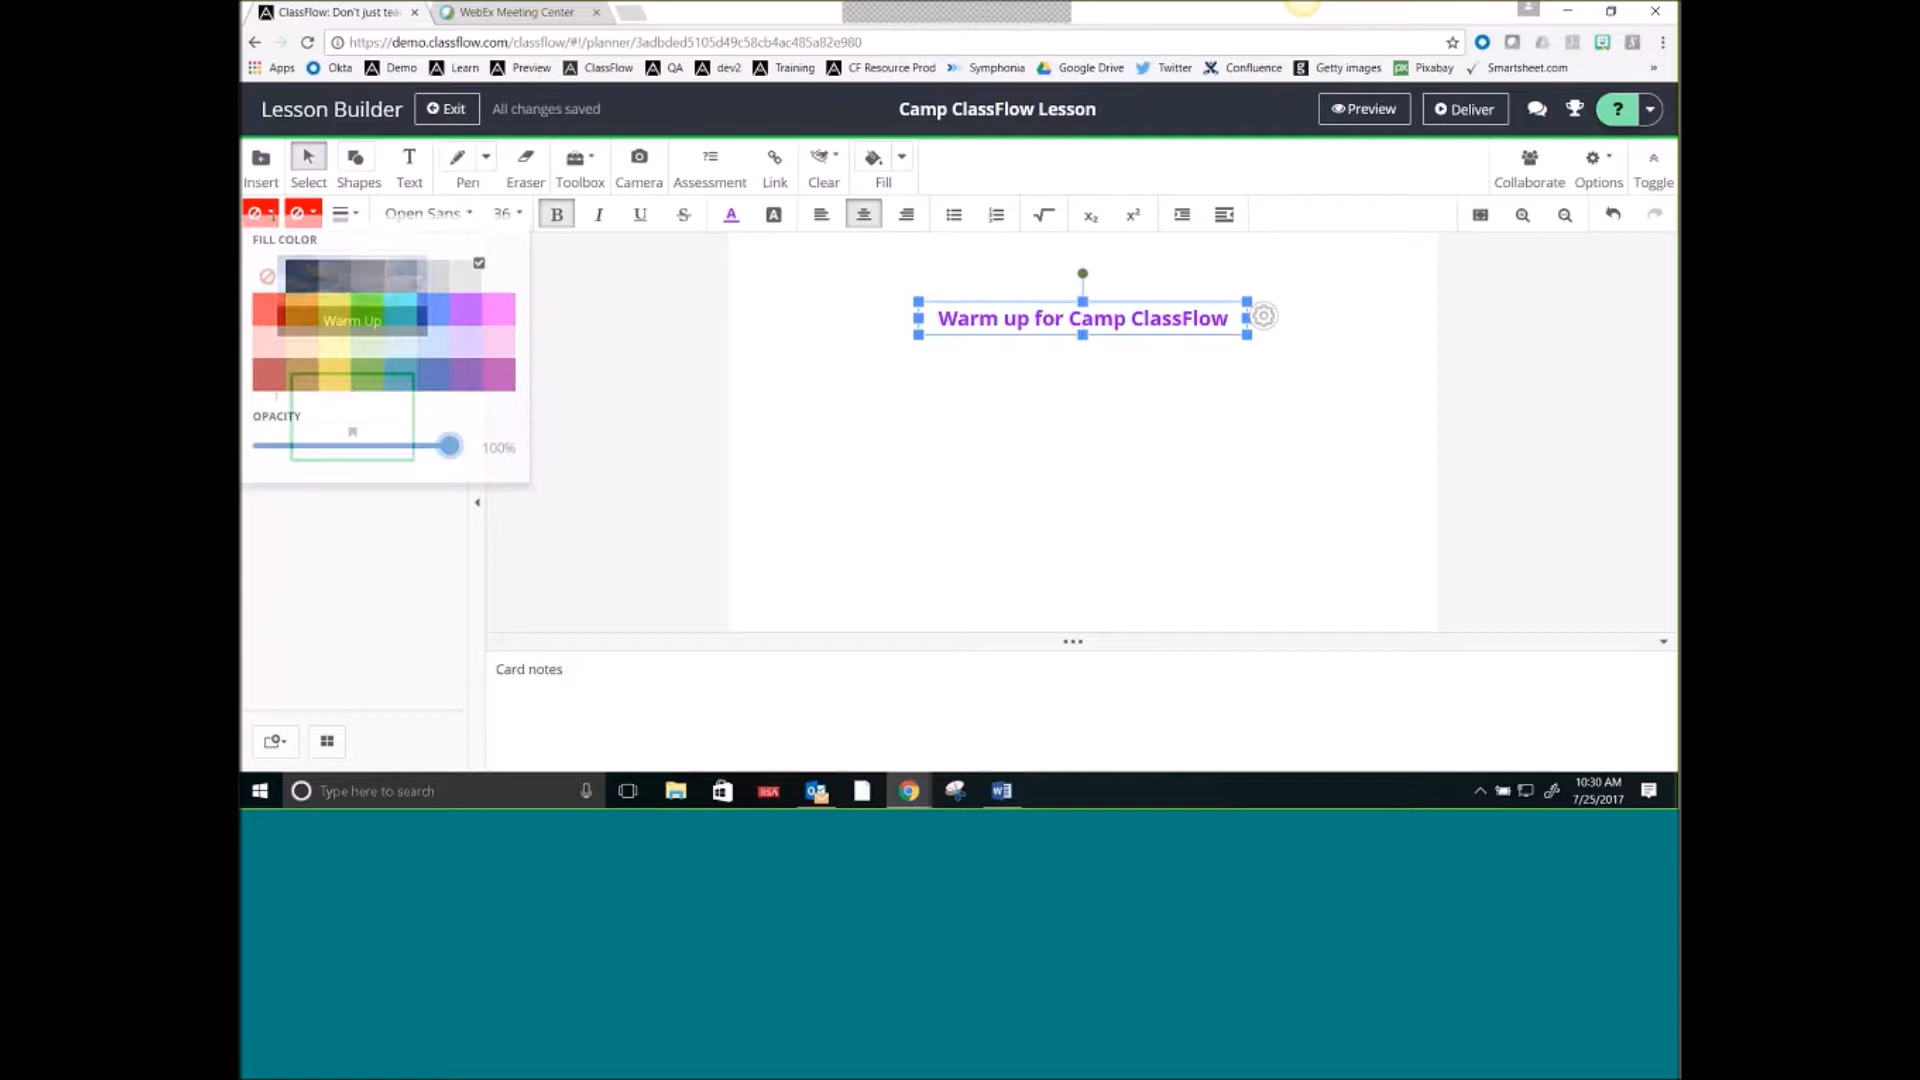 ClassFlow: Don't just tea
WebEx Meeting Center
https://demo.classflow.com/classflow/#!/planner/3adbded5105d49c58cb4ac485a82e980
Apps Okta Demo Learn Preview ClassFlow QA dev2 Training CF Resource Prod Symphonia Google Drive Twitter Confluence Getty images Pixabay Smartsheet.com »
Lesson Builder Exit All changes saved Camp ClassFlow Lesson Preview Deliver ?
Insert Select Shapes Text Pen Eraser Toolbox Camera Assessment Link Clear Fill Collaborate Options Toggle
Open Sans 36 B I U S A A x₂ x²
FILL COLOR
Warm Up
Warm up for Camp ClassFlow
OPACITY
100%
Card notes
Type here to search
10:30 AM
7/25/2017